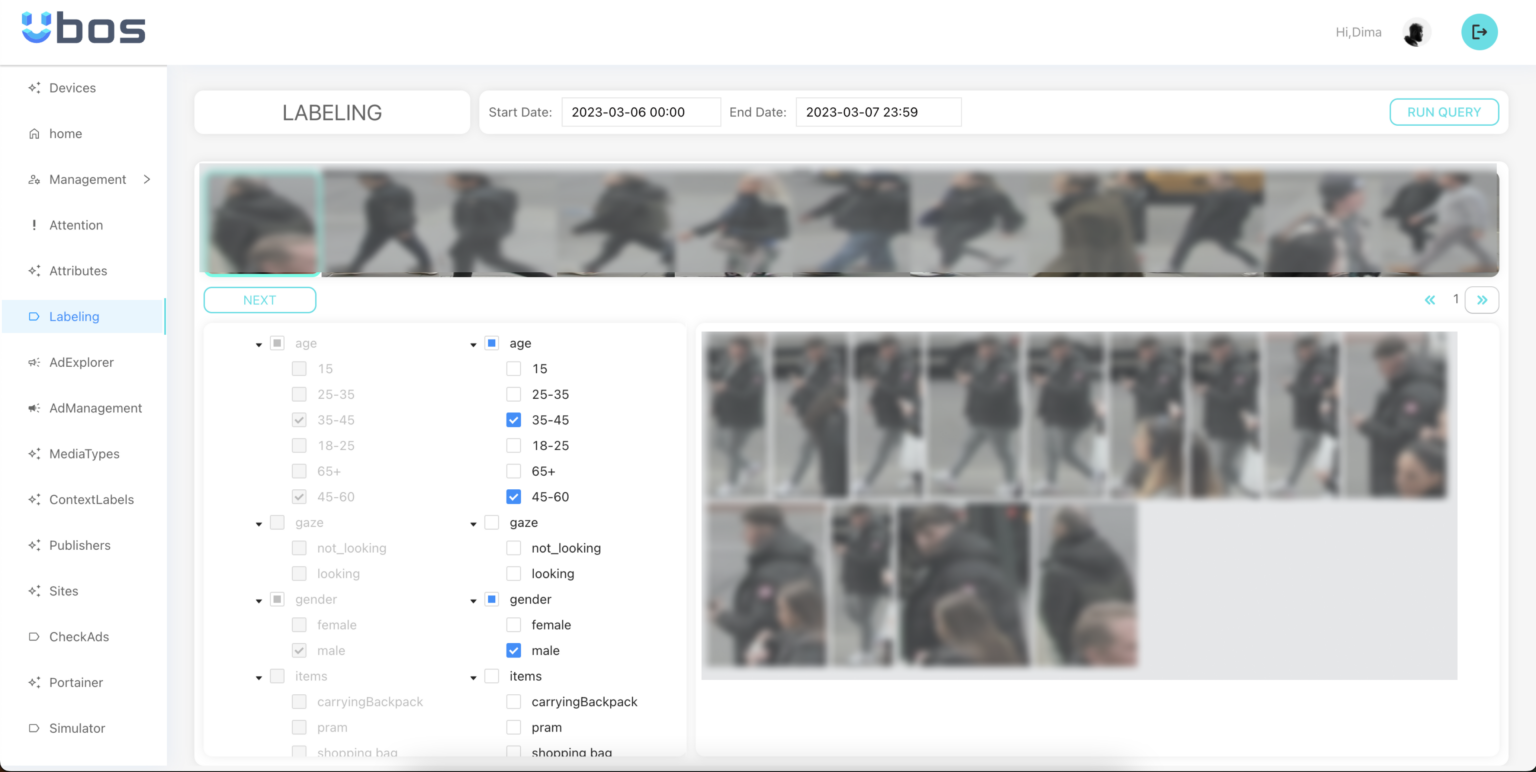 Ubos
Hi,Dima
Devices
home
Management
Attention
Attributes
Labeling
AdExplorer
AdManagement
MediaTypes
ContextLabels
Publishers
Sites
CheckAds
Portainer
Simulator
LABELING
Start Date: 2023-03-06 00:00 End Date: 2023-03-07 23:59
RUN QUERY
NEXT
« 1 »
age
15
25-35
35-45
18-25
65+
45-60
gaze
not_looking
looking
gender
female
male
items
carryingBackpack
pram
shopping bag
age
15
25-35
35-45
18-25
65+
45-60
gaze
not_looking
looking
gender
female
male
items
carryingBackpack
pram
shopping bag